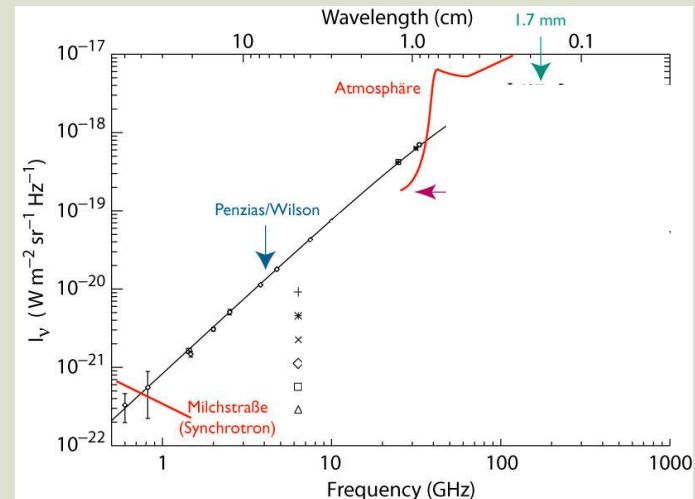 Wavelength (cm)
1.7 mm
10
1.0
0.1
10⁻¹⁷
10⁻¹⁸
10⁻¹⁹
10⁻²⁰
10⁻²¹
10⁻²²
I_ν (W m⁻² sr⁻¹ Hz⁻¹)
Atmosphäre
Penzias/Wilson
Milchstraße
(Synchrotron)
1
10
100
1000
Frequency (GHz)